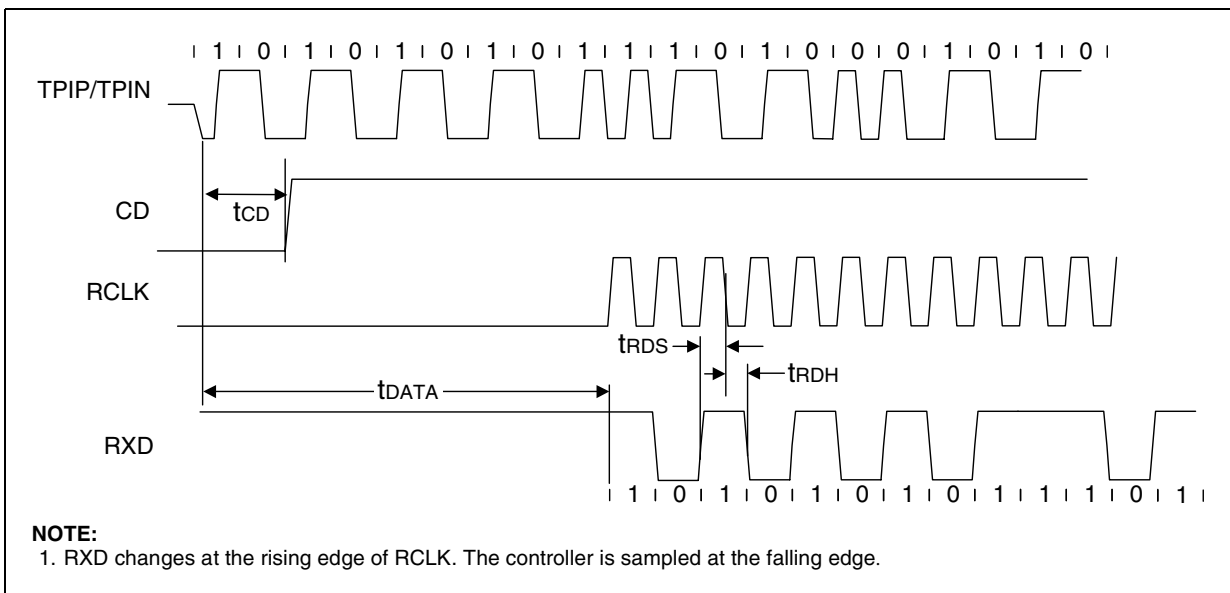 1 0 1 0 1 0 1 0 1 1 1 0 1 0 0 0 1 0 1 0
TPIP/TPIN
CD
tCD
RCLK
tRDS
tRDH
tDATA
RXD
1 0 1 0 1 0 1 0 1 1 1 0 1
NOTE:
1. RXD changes at the rising edge of RCLK. The controller is sampled at the falling edge.